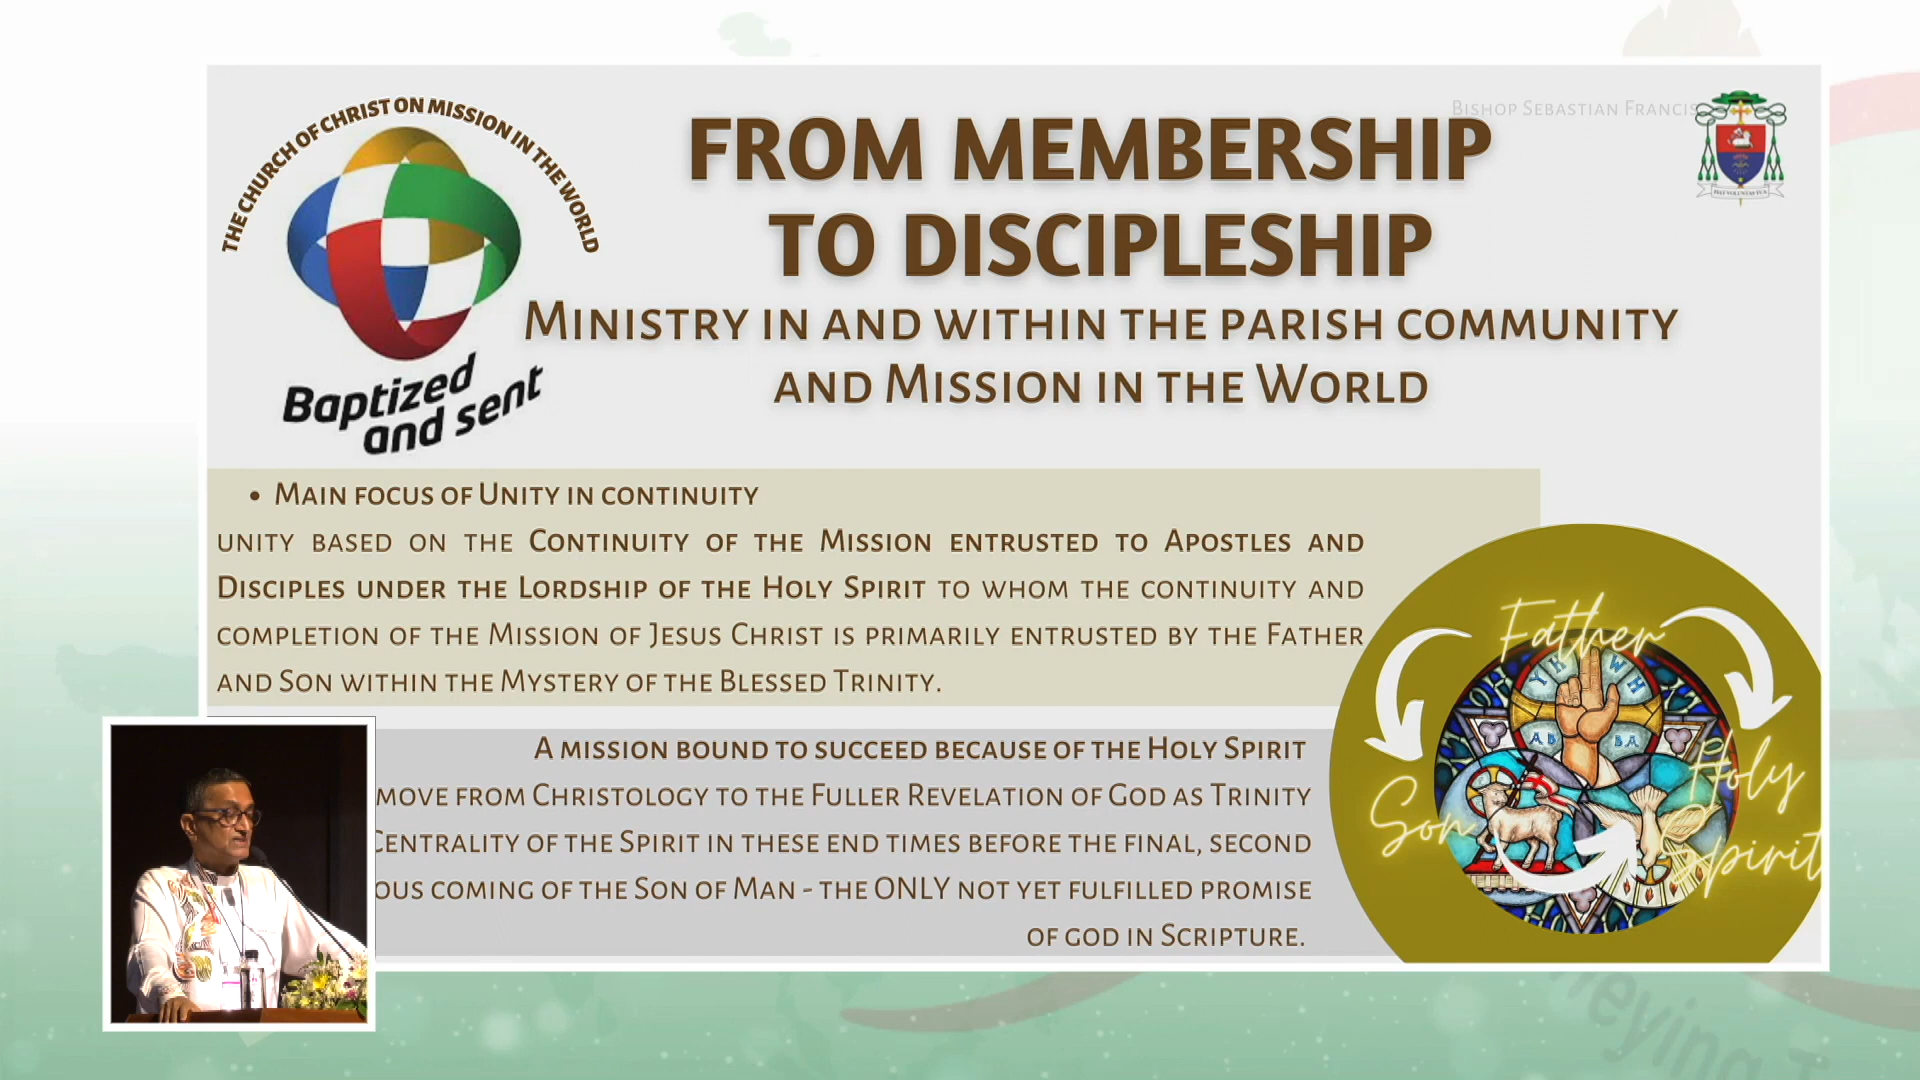 THE CHURCH OF CHRIST ON MISSION IN THE WORLD
Baptized
and sent
BISHOP SEBASTIAN FRANCIS
FROM MEMBERSHIP
TO DISCIPLESHIP
MINISTRY IN AND WITHIN THE PARISH COMMUNITY
AND MISSION IN THE WORLD
• MAIN FOCUS OF UNITY IN CONTINUITY
UNITY BASED ON THE CONTINUITY OF THE MISSION ENTRUSTED TO APOSTLES AND
DISCIPLES UNDER THE LORDSHIP OF THE HOLY SPIRIT TO WHOM THE CONTINUITY AND
COMPLETION OF THE MISSION OF JESUS CHRIST IS PRIMARILY ENTRUSTED BY THE FATHER
AND SON WITHIN THE MYSTERY OF THE BLESSED TRINITY.
A MISSION BOUND TO SUCCEED BECAUSE OF THE HOLY SPIRIT
MOVE FROM CHRISTOLOGY TO THE FULLER REVELATION OF GOD AS TRINITY
CENTRALITY OF THE SPIRIT IN THESE END TIMES BEFORE THE FINAL, SECOND
OUS COMING OF THE SON OF MAN - THE ONLY NOT YET FULFILLED PROMISE
OF GOD IN SCRIPTURE.
Father
Son
Holy
Spirit
Y H W H
AB BA